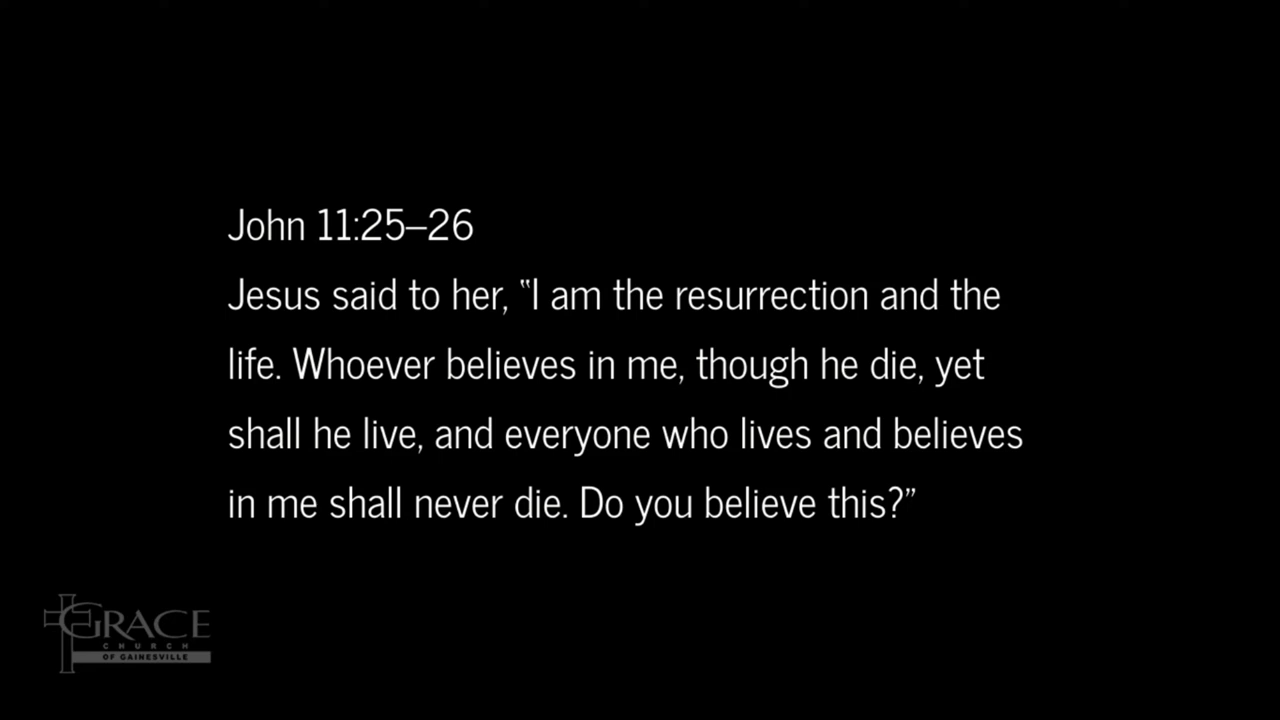 John 11:25–26
Jesus said to her, “I am the resurrection and the
life. Whoever believes in me, though he die, yet
shall he live, and everyone who lives and believes
in me shall never die. Do you believe this?”
GRACE
CHURCH
OF GAINESVILLE